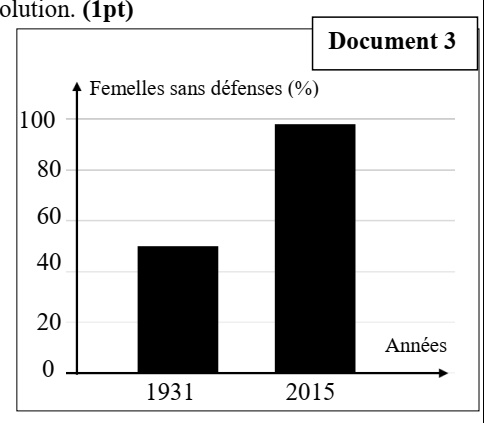 olution. (1pt)
Document 3
Femelles sans défenses (%)
100
80
60
40
20
0
Années
1931 2015